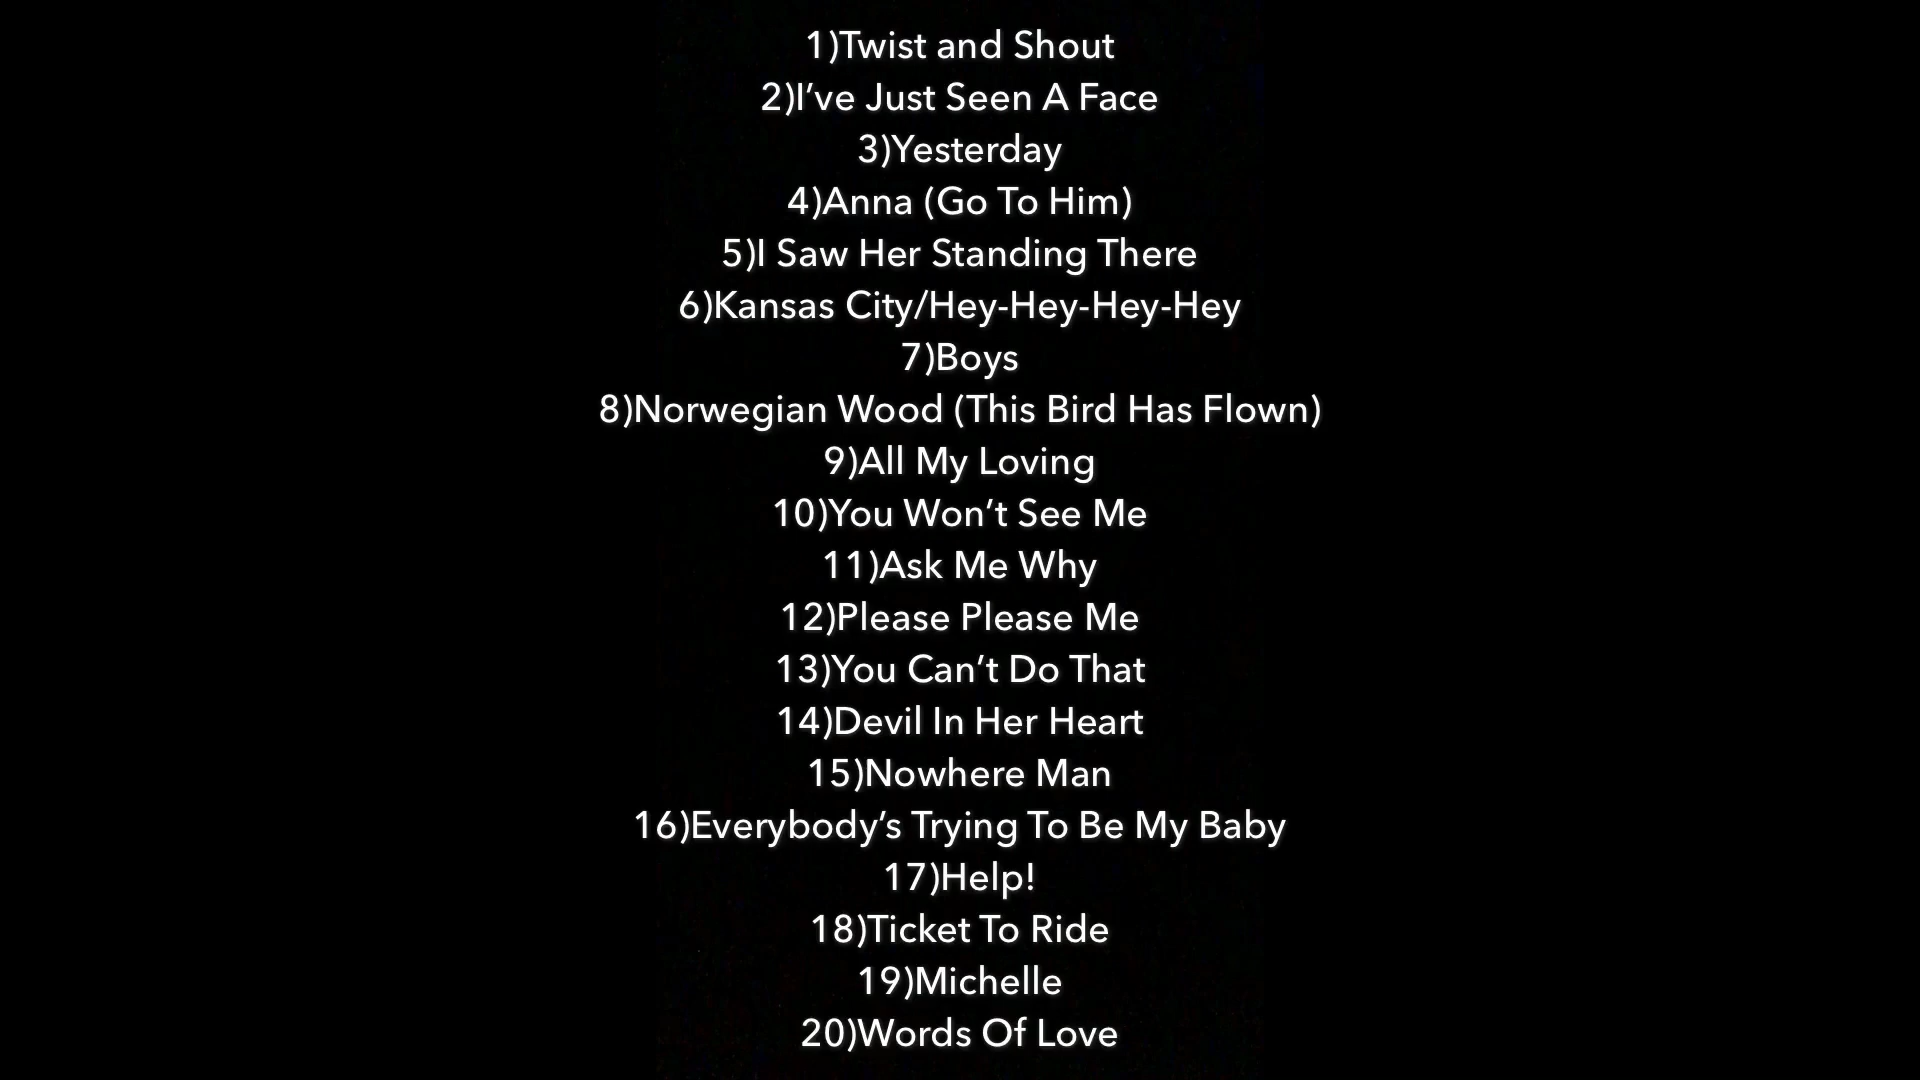 1)Twist and Shout
2)I’ve Just Seen A Face
3)Yesterday
4)Anna (Go To Him)
5)I Saw Her Standing There
6)Kansas City/Hey-Hey-Hey-Hey
7)Boys
8)Norwegian Wood (This Bird Has Flown)
9)All My Loving
10)You Won’t See Me
11)Ask Me Why
12)Please Please Me
13)You Can’t Do That
14)Devil In Her Heart
15)Nowhere Man
16)Everybody’s Trying To Be My Baby
17)Help!
18)Ticket To Ride
19)Michelle
20)Words Of Love